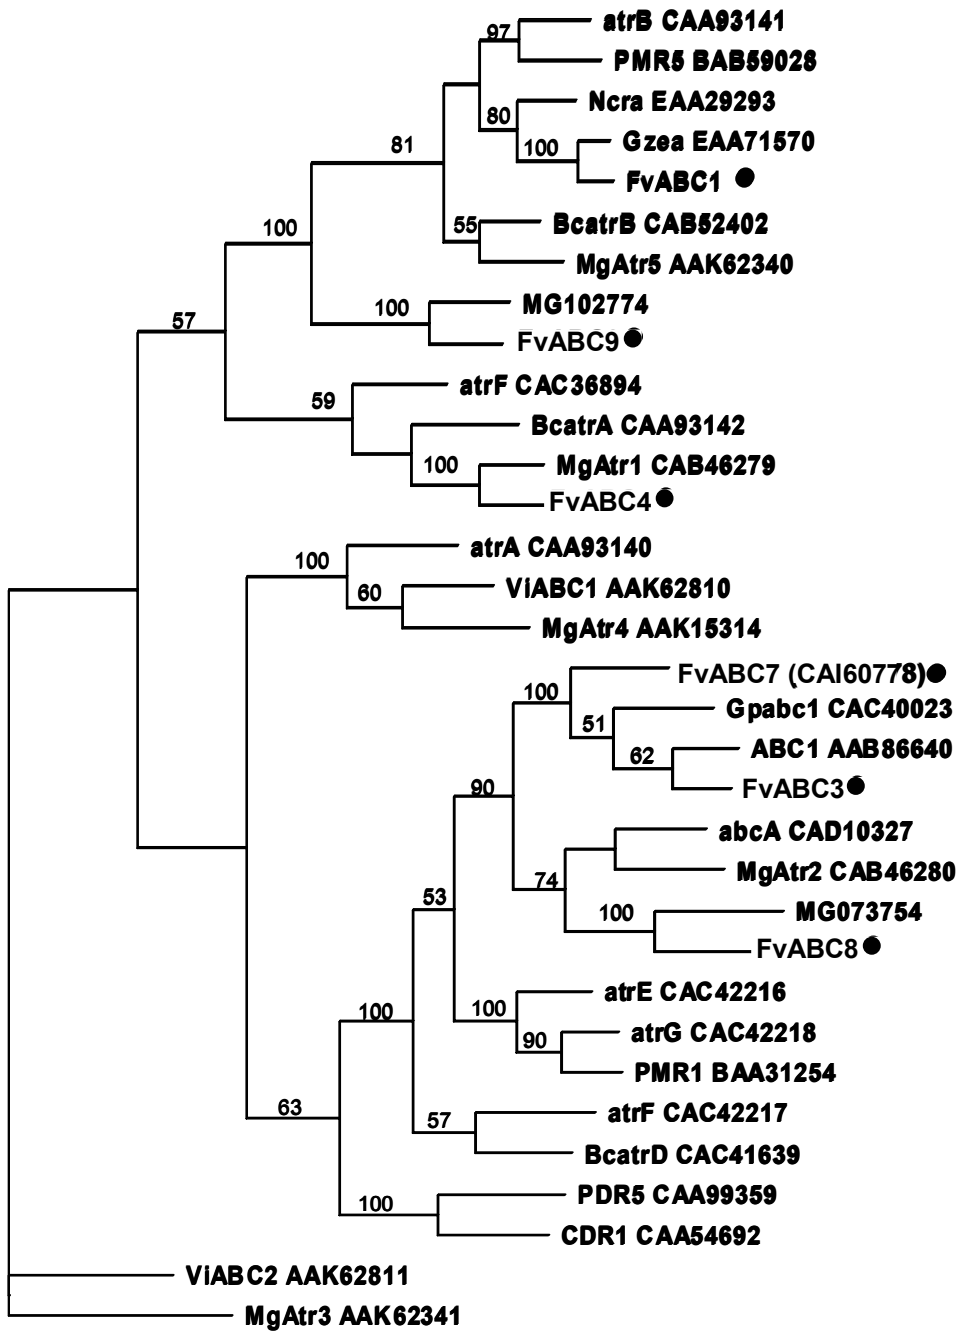 atrB CAA93141
97
PMR5 BAB59028
Ncra EAA29293
80
Gzea EAA71570
81
100
FvABC1
BcatrB CAB52402
55
100
MgAtr5 AAK62340
MG102774
100
57
FvABC9
atrF CAC36894
59
BcatrA CAA93142
MgAtr1 CAB46279
100
FvABC4
atrA CAA93140
100
ViABC1 AAK62810
60
MgAtr4 AAK15314
FvABC7 (CAI60778)
100
Gpabc1 CAC40023
51
ABC1 AAB86640
62
90
FvABC3
abcA CAD10327
MgAtr2 CAB46280
74
53
MG073754
100
FvABC8
atrE CAC42216
100
100
atrG CAC42218
90
PMR1 BAA31254
63
atrF CAC42217
57
BcatrD CAC41639
PDR5 CAA99359
100
CDR1 CAA54692
ViABC2 AAK62811
MgAtr3 AAK62341